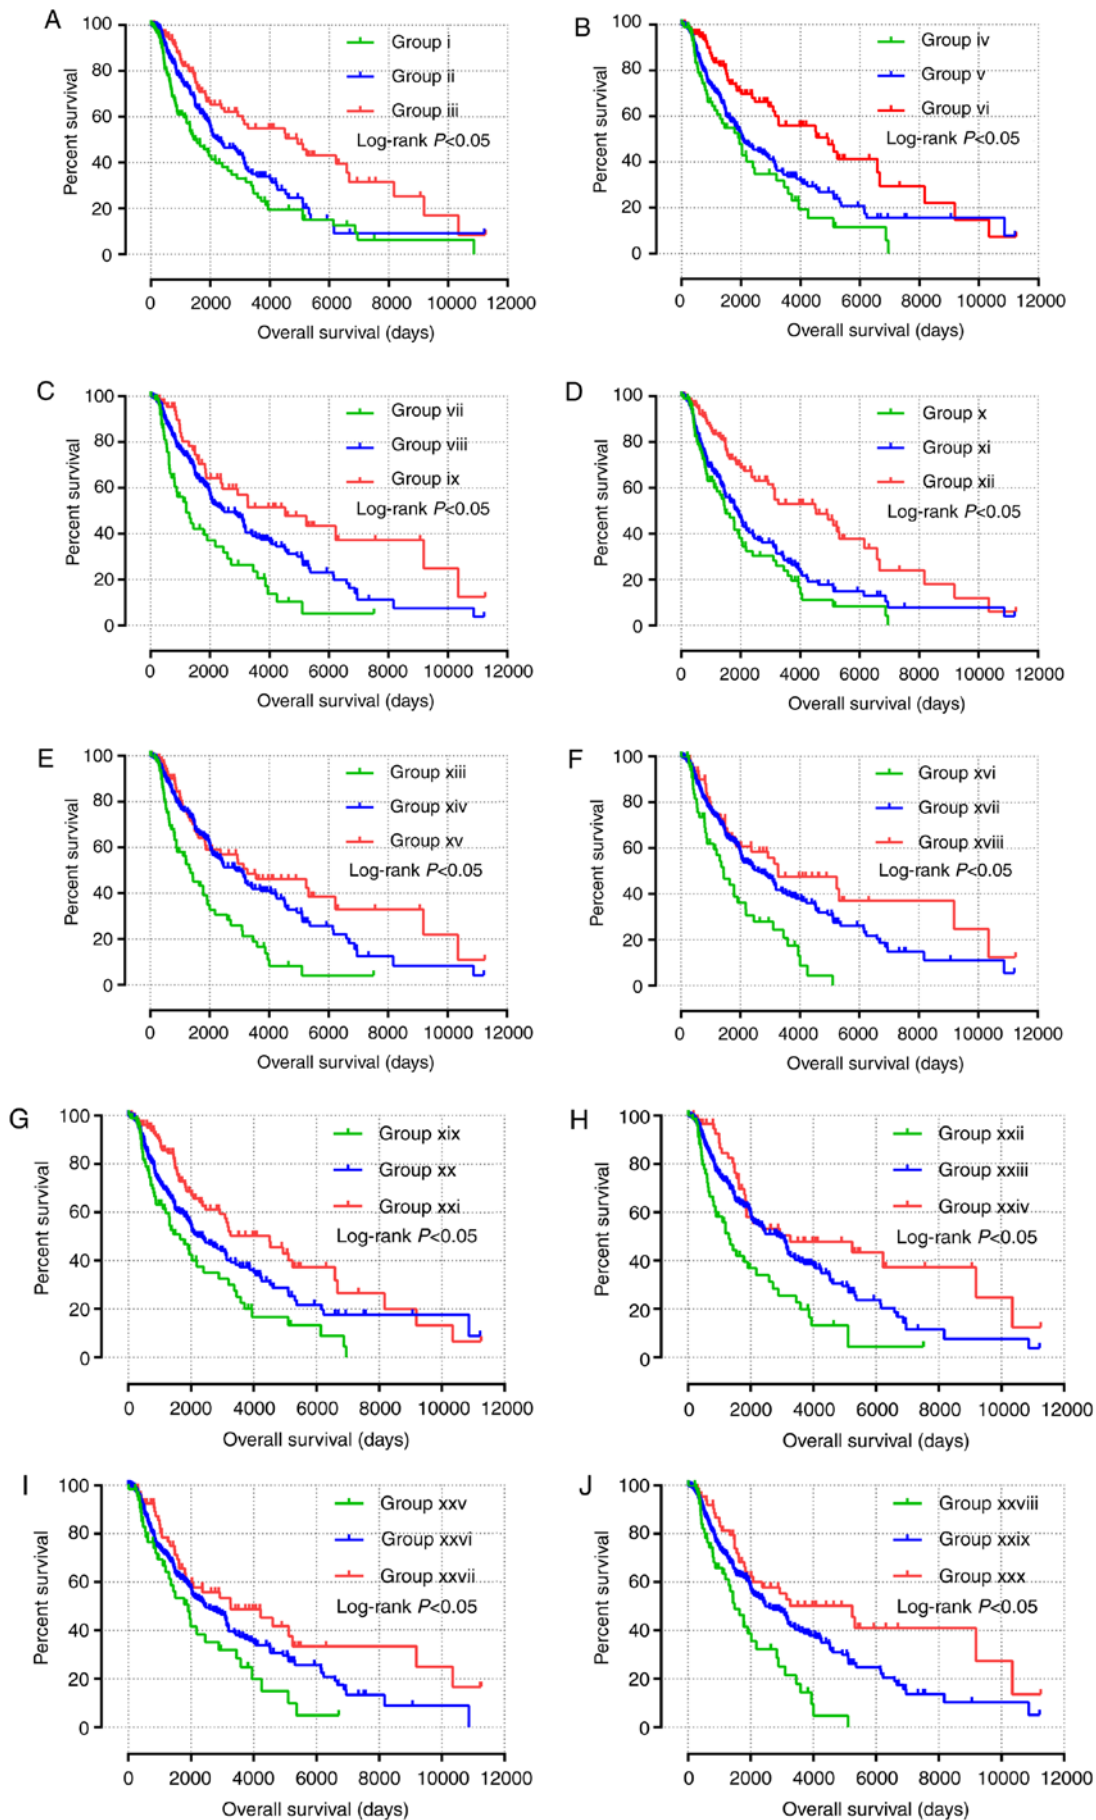 A
100
80
60
40
20
0
Percent survival
Group i
Group ii
Group iii
Log-rank P<0.05
0 2000 4000 6000 8000 10000 12000
Overall survival (days)
B
100
80
60
40
20
0
Percent survival
Group iv
Group v
Group vi
Log-rank P<0.05
0 2000 4000 6000 8000 10000 12000
Overall survival (days)
C
100
80
60
40
20
0
Percent survival
Group vii
Group viii
Group ix
Log-rank P<0.05
0 2000 4000 6000 8000 10000 12000
Overall survival (days)
D
100
80
60
40
20
0
Percent survival
Group x
Group xi
Group xii
Log-rank P<0.05
0 2000 4000 6000 8000 10000 12000
Overall survival (days)
E
100
80
60
40
20
0
Percent survival
Group xiii
Group xiv
Group xv
Log-rank P<0.05
0 2000 4000 6000 8000 10000 12000
Overall survival (days)
F
100
80
60
40
20
0
Percent survival
Group xvi
Group xvii
Group xviii
Log-rank P<0.05
0 2000 4000 6000 8000 10000 12000
Overall survival (days)
G
100
80
60
40
20
0
Percent survival
Group xix
Group xx
Group xxi
Log-rank P<0.05
0 2000 4000 6000 8000 10000 12000
Overall survival (days)
H
100
80
60
40
20
0
Percent survival
Group xxii
Group xxiii
Group xxiv
Log-rank P<0.05
0 2000 4000 6000 8000 10000 12000
Overall survival (days)
I
100
80
60
40
20
0
Percent survival
Group xxv
Group xxvi
Group xxvii
Log-rank P<0.05
0 2000 4000 6000 8000 10000 12000
Overall survival (days)
J
100
80
60
40
20
0
Percent survival
Group xxviii
Group xxix
Group xxx
Log-rank P<0.05
0 2000 4000 6000 8000 10000 12000
Overall survival (days)